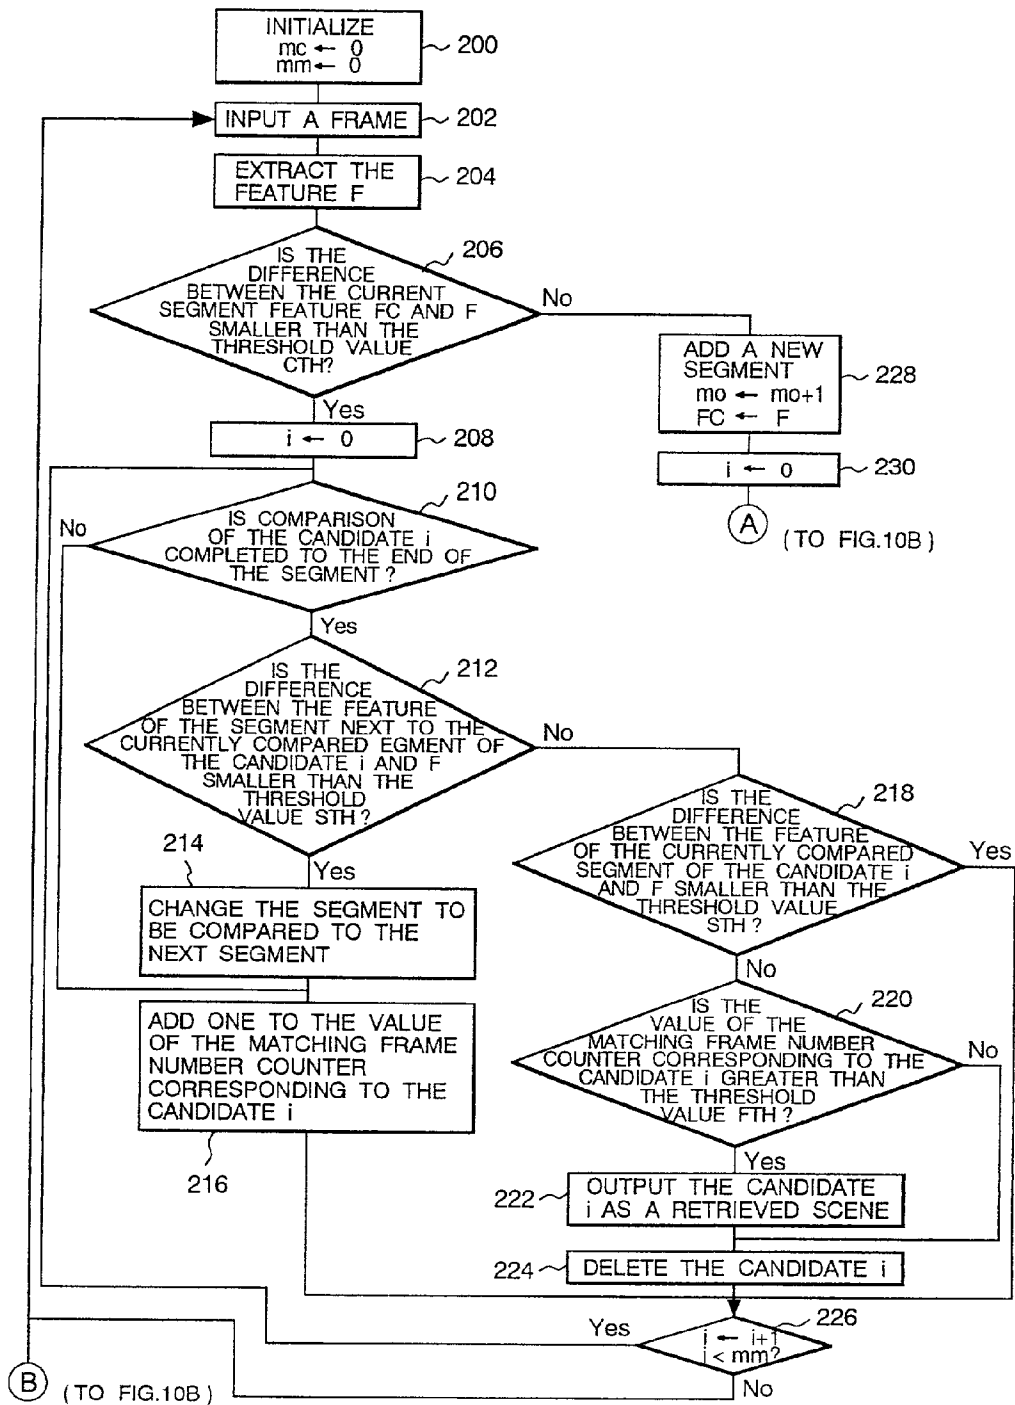 INITIALIZE
mc ← 0
mm ← 0
200
INPUT A FRAME
202
EXTRACT THE
FEATURE F
204
206
IS THE
DIFFERENCE
BETWEEN THE CURRENT
SEGMENT FEATURE FC AND F
SMALLER THAN THE
THRESHOLD VALUE
CTH?
No
Yes
ADD A NEW
SEGMENT
mo ← mo+1
FC ← F
228
i ← 0
208
i ← 0
230
A
(TO FIG.10B)
210
No
IS COMPARISON
OF THE CANDIDATE i
COMPLETED TO THE END OF
THE SEGMENT?
Yes
212
IS THE
DIFFERENCE
BETWEEN THE FEATURE
OF THE SEGMENT NEXT TO THE
CURRENTLY COMPARED EGMENT OF
THE CANDIDATE i AND F
SMALLER THAN THE
THRESHOLD
VALUE STH?
No
Yes
214
CHANGE THE SEGMENT TO
BE COMPARED TO THE
NEXT SEGMENT
218
IS THE
DIFFERENCE
BETWEEN THE FEATURE
OF THE CURRENTLY COMPARED
SEGMENT OF THE CANDIDATE i
AND F SMALLER THAN THE
THRESHOLD VALUE
STH?
Yes
No
ADD ONE TO THE VALUE
OF THE MATCHING FRAME
NUMBER COUNTER
CORRESPONDING TO THE
CANDIDATE i
216
220
IS THE
VALUE OF THE
MATCHING FRAME NUMBER
COUNTER CORRESPONDING TO THE
CANDIDATE i GREATER THAN
THE THRESHOLD
VALUE FTH?
No
Yes
222
OUTPUT THE CANDIDATE
i AS A RETRIEVED SCENE
224
DELETE THE CANDIDATE i
226
Yes
i ← i+1
i < mm?
No
B
(TO FIG.10B)